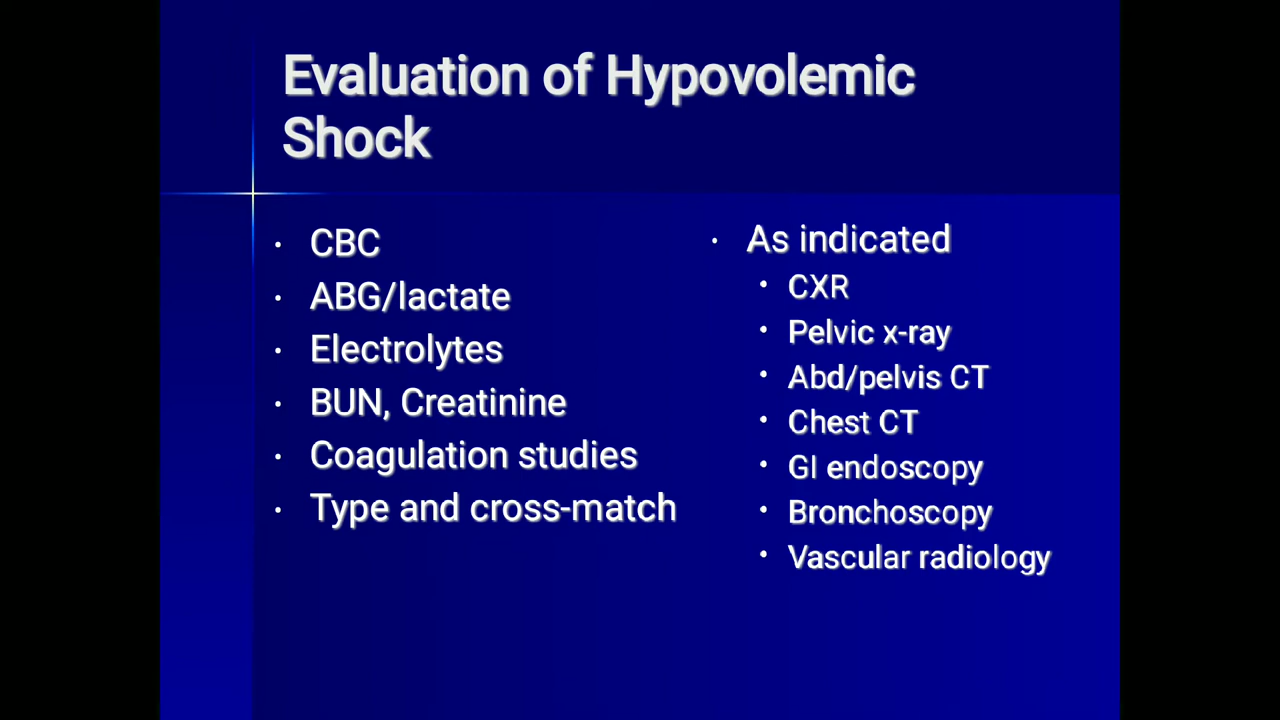 Evaluation of Hypovolemic
Shock
• CBC
• ABG/lactate
• Electrolytes
• BUN, Creatinine
• Coagulation studies
• Type and cross-match
• As indicated
• CXR
• Pelvic x-ray
• Abd/pelvis CT
• Chest CT
• GI endoscopy
• Bronchoscopy
• Vascular radiology